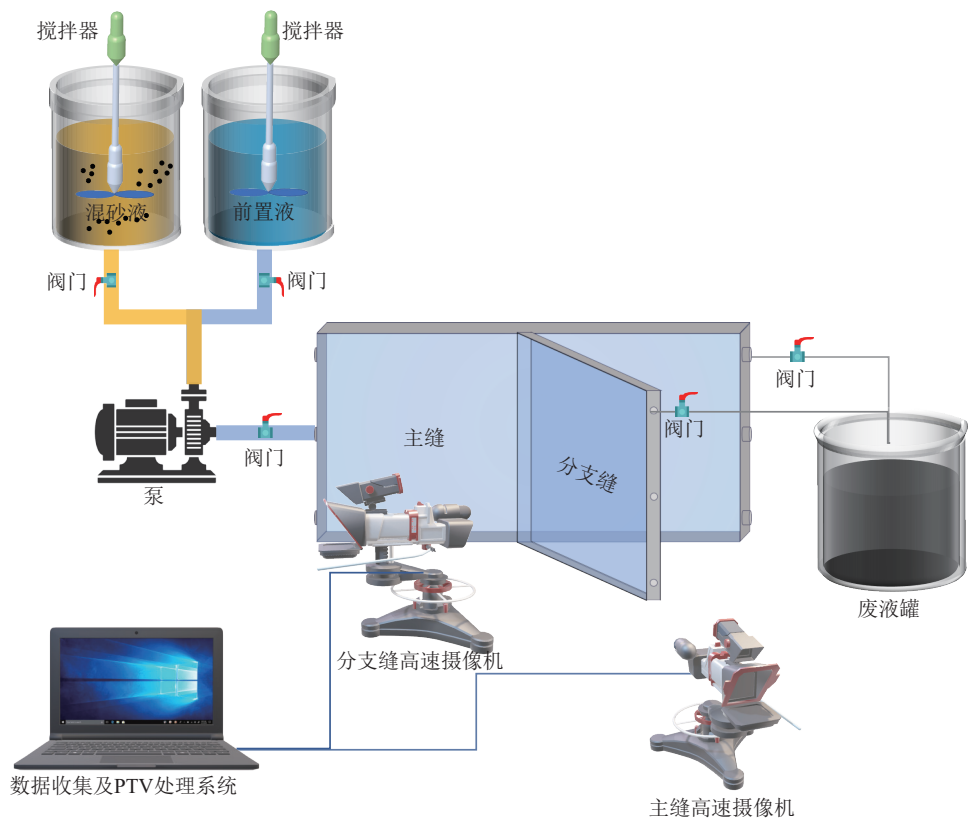 搅拌器
搅拌器
混砂液
前置液
阀门
阀门
阀门
主缝
阀门
阀门
分支缝
泵
废液罐
分支缝高速摄像机
数据收集及PTV处理系统
主缝高速摄像机